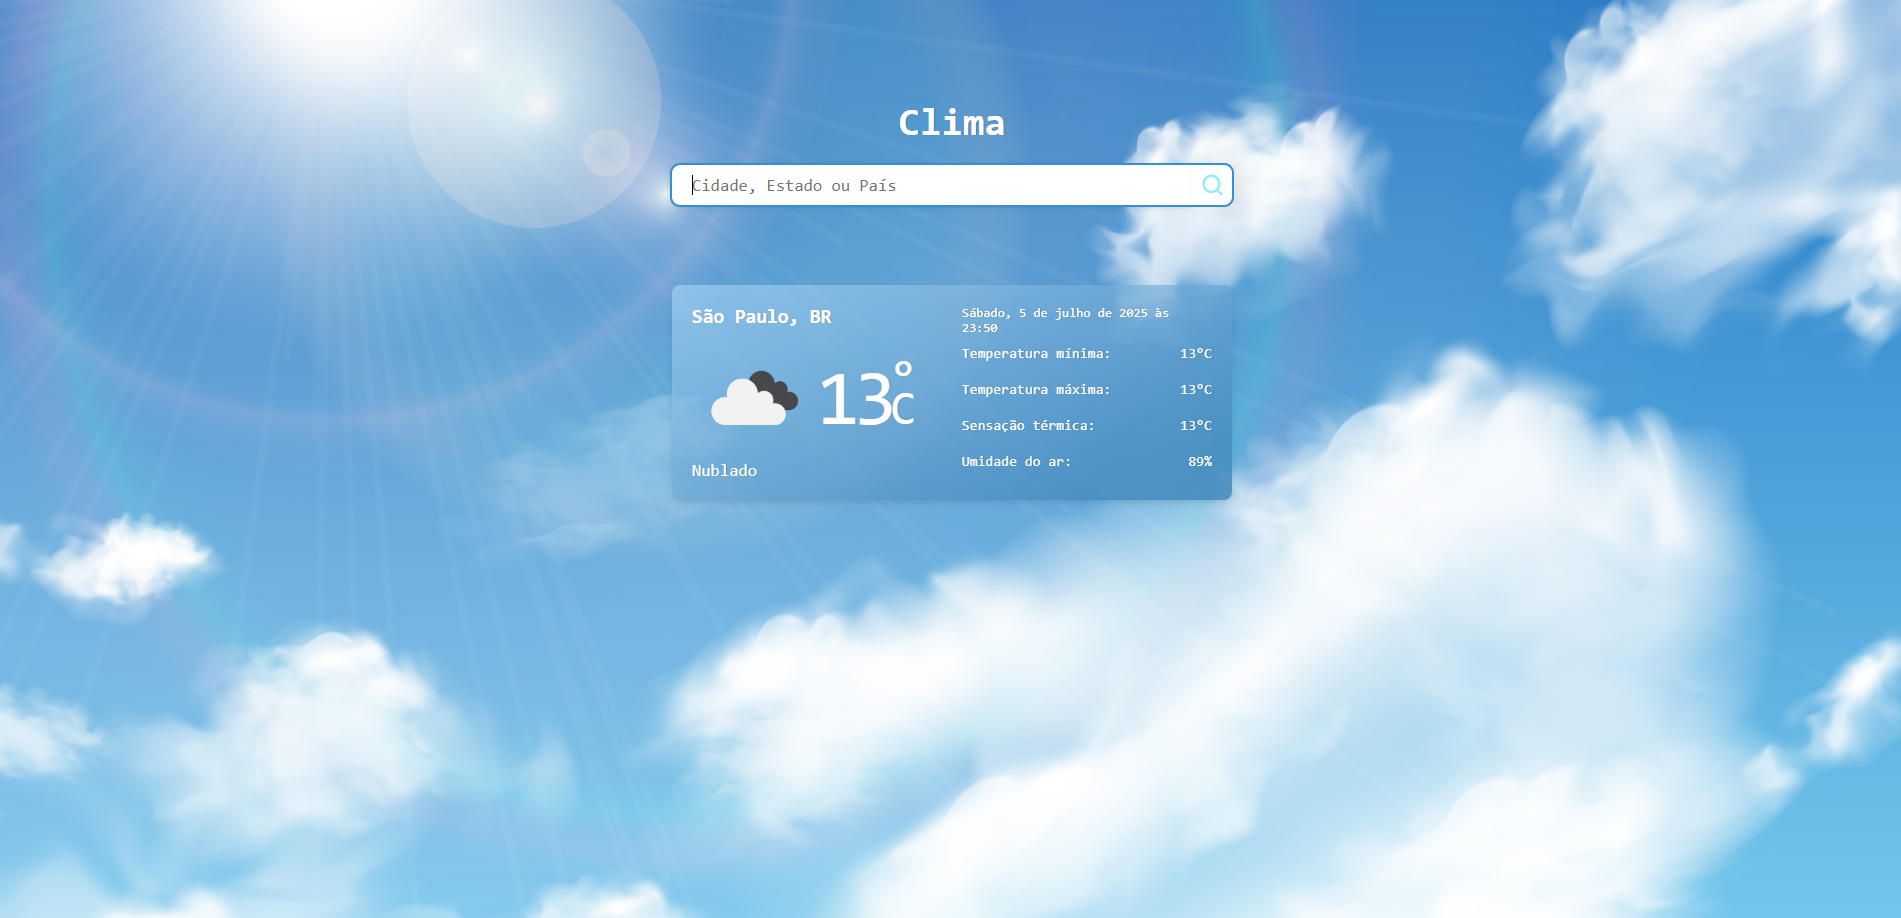 Clima
Cidade, Estado ou País
São Paulo, BR
13°C
Nublado
Sábado, 5 de julho de 2025 às
23:50
Temperatura mínima: 13°C
Temperatura máxima: 13°C
Sensação térmica: 13°C
Umidade do ar: 89%